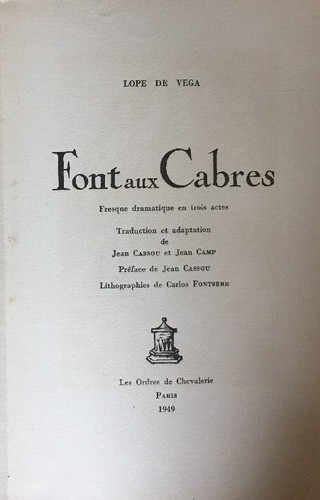 LOPE DE VEGA
Font aux Cabres
Fresque dramatique en trois actes
Traduction et adaptation
de
Jean CASSOU et Jean CAMP
Préface de Jean CASSOU
Lithographies de Carlos FONTSERE
Les Ordres de Chevalerie
PARIS
1949